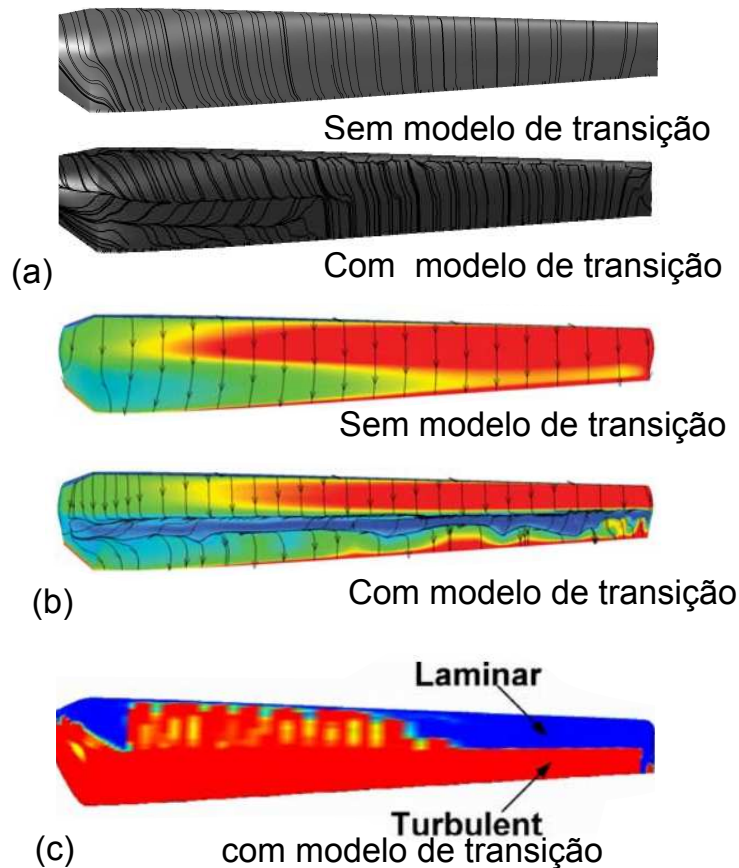 Sem modelo de transição
(a)
Com modelo de transição
Sem modelo de transição
(b)
Com modelo de transição
Laminar
Turbulent
(c)
com modelo de transição